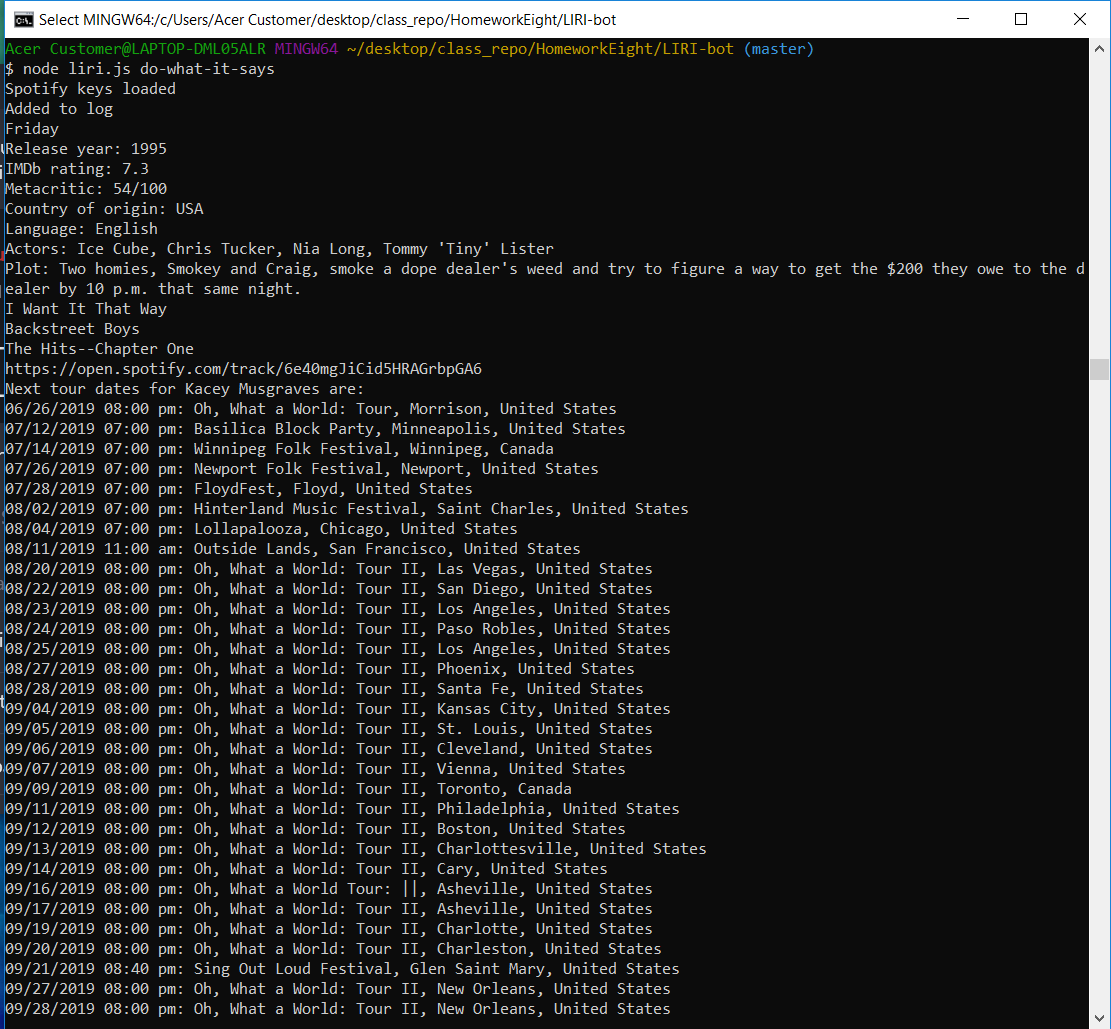 Select MINGW64:/c/Users/Acer Customer/desktop/class_repo/HomeworkEight/LIRI-bot
Acer Customer@LAPTOP-DML05ALR MINGW64 ~/desktop/class_repo/HomeworkEight/LIRI-bot (master)
$ node liri.js do-what-it-says
Spotify keys loaded
Added to log
Friday
Release year: 1995
IMDb rating: 7.3
Metacritic: 54/100
Country of origin: USA
Language: English
Actors: Ice Cube, Chris Tucker, Nia Long, Tommy 'Tiny' Lister
Plot: Two homies, Smokey and Craig, smoke a dope dealer's weed and try to figure a way to get the $200 they owe to the d
ealer by 10 p.m. that same night.
I Want It That Way
Backstreet Boys
The Hits--Chapter One
https://open.spotify.com/track/6e40mgJiCid5HRAGrbpGA6
Next tour dates for Kacey Musgraves are:
06/26/2019 08:00 pm: Oh, What a World: Tour, Morrison, United States
07/12/2019 07:00 pm: Basilica Block Party, Minneapolis, United States
07/14/2019 07:00 pm: Winnipeg Folk Festival, Winnipeg, Canada
07/26/2019 07:00 pm: Newport Folk Festival, Newport, United States
07/28/2019 07:00 pm: FloydFest, Floyd, United States
08/02/2019 07:00 pm: Hinterland Music Festival, Saint Charles, United States
08/04/2019 07:00 pm: Lollapalooza, Chicago, United States
08/11/2019 11:00 am: Outside Lands, San Francisco, United States
08/20/2019 08:00 pm: Oh, What a World: Tour II, Las Vegas, United States
08/22/2019 08:00 pm: Oh, What a World: Tour II, San Diego, United States
08/23/2019 08:00 pm: Oh, What a World: Tour II, Los Angeles, United States
08/24/2019 08:00 pm: Oh, What a World: Tour II, Paso Robles, United States
08/25/2019 08:00 pm: Oh, What a World: Tour II, Los Angeles, United States
08/27/2019 08:00 pm: Oh, What a World: Tour II, Phoenix, United States
08/28/2019 08:00 pm: Oh, What a World: Tour II, Santa Fe, United States
09/04/2019 08:00 pm: Oh, What a World: Tour II, Kansas City, United States
09/05/2019 08:00 pm: Oh, What a World: Tour II, St. Louis, United States
09/06/2019 08:00 pm: Oh, What a World: Tour II, Cleveland, United States
09/07/2019 08:00 pm: Oh, What a World: Tour II, Vienna, United States
09/09/2019 08:00 pm: Oh, What a World: Tour II, Toronto, Canada
09/11/2019 08:00 pm: Oh, What a World: Tour II, Philadelphia, United States
09/12/2019 08:00 pm: Oh, What a World: Tour II, Boston, United States
09/13/2019 08:00 pm: Oh, What a World: Tour II, Charlottesville, United States
09/14/2019 08:00 pm: Oh, What a World: Tour II, Cary, United States
09/16/2019 08:00 pm: Oh, What a World Tour: ||, Asheville, United States
09/17/2019 08:00 pm: Oh, What a World: Tour II, Asheville, United States
09/19/2019 08:00 pm: Oh, What a World: Tour II, Charlotte, United States
09/20/2019 08:00 pm: Oh, What a World: Tour II, Charleston, United States
09/21/2019 08:40 pm: Sing Out Loud Festival, Glen Saint Mary, United States
09/27/2019 08:00 pm: Oh, What a World: Tour II, New Orleans, United States
09/28/2019 08:00 pm: Oh, What a World: Tour II, New Orleans, United States